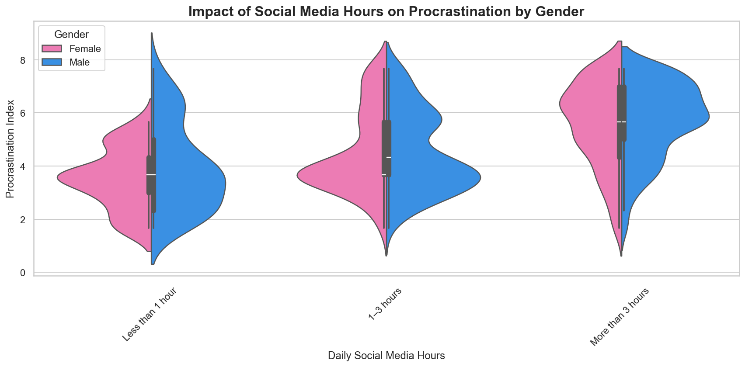 Impact of Social Media Hours on Procrastination by Gender
Gender
Female
Male
8
6
4
2
0
Procrastination Index
Less than 1 hour
1–3 hours
More than 3 hours
Daily Social Media Hours